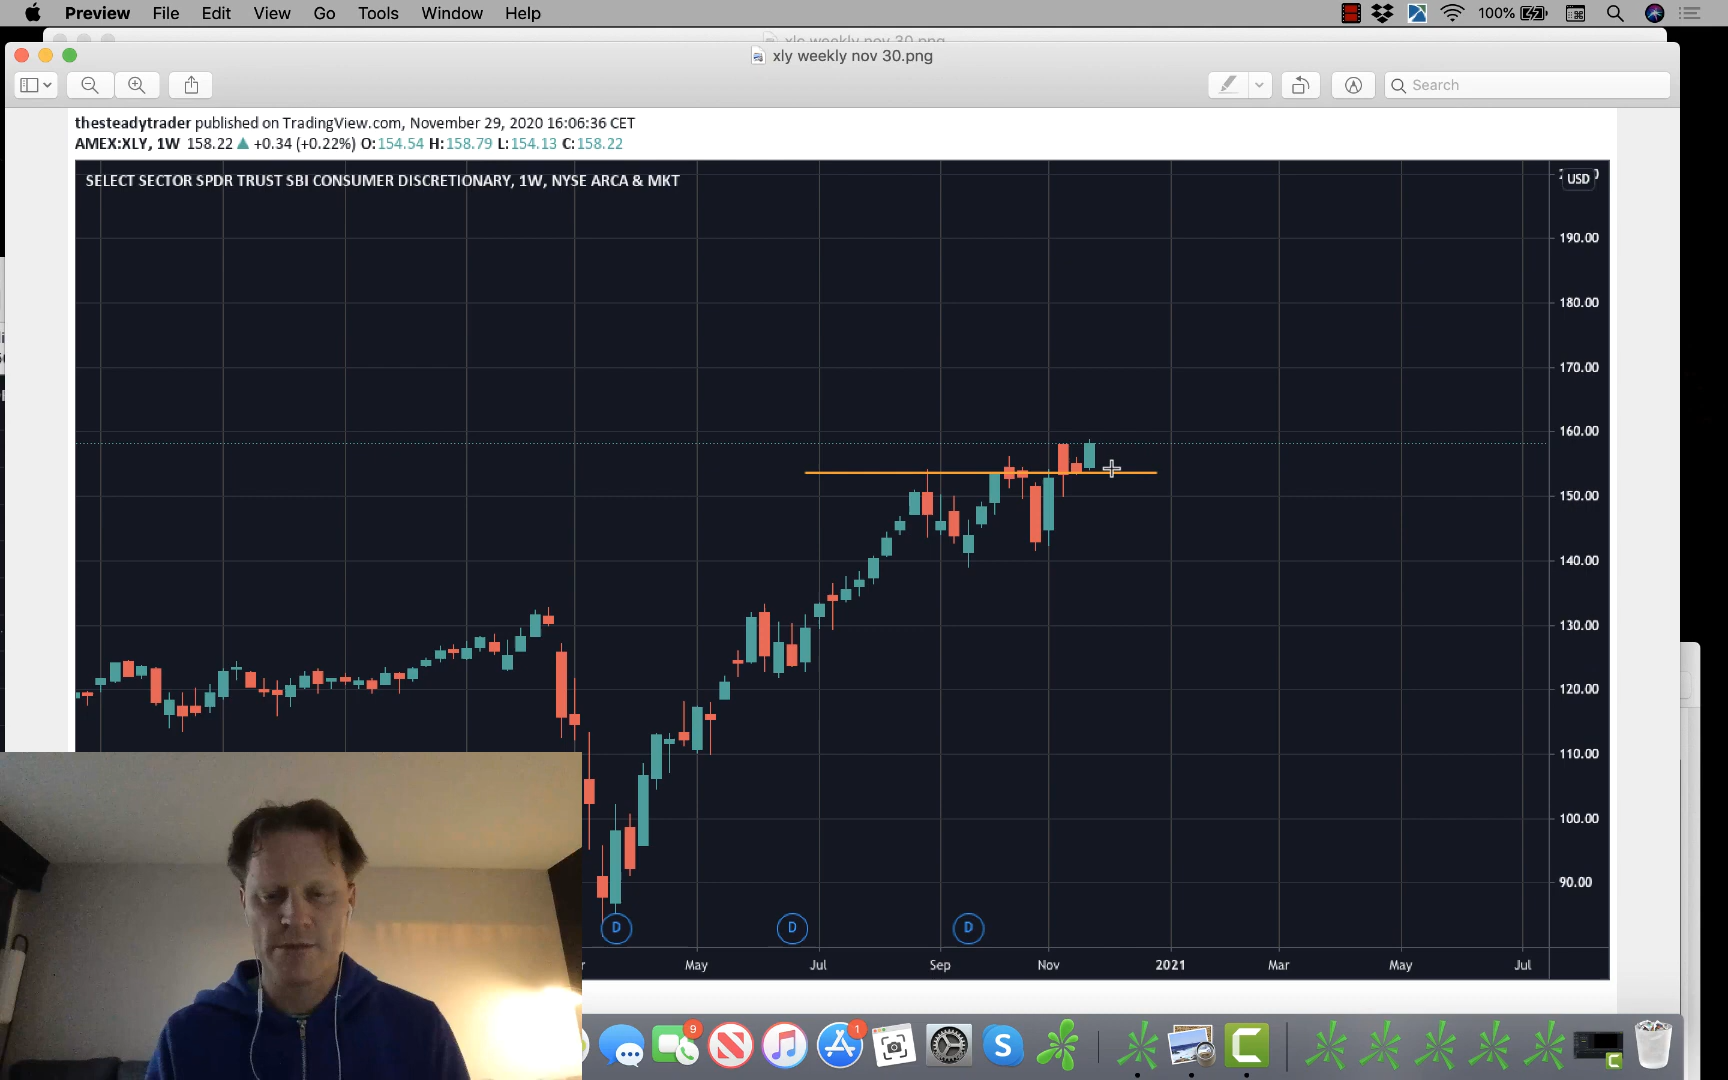 Preview File Edit View Go Tools Window Help 100%
xly weekly nov 30.png
Search
thesteadytrader published on TradingView.com, November 29, 2020 16:06:36 CET
AMEX:XLY, 1W 158.22 ▲ +0.34 (+0.22%) O:154.54 H:158.79 L:154.13 C:158.22
SELECT SECTOR SPDR TRUST SBI CONSUMER DISCRETIONARY, 1W, NYSE ARCA & MKT
USD
190.00
180.00
170.00
160.00
150.00
140.00
130.00
120.00
110.00
100.00
90.00
D D D
May Jul Sep Nov 2021 Mar May Jul
9 1